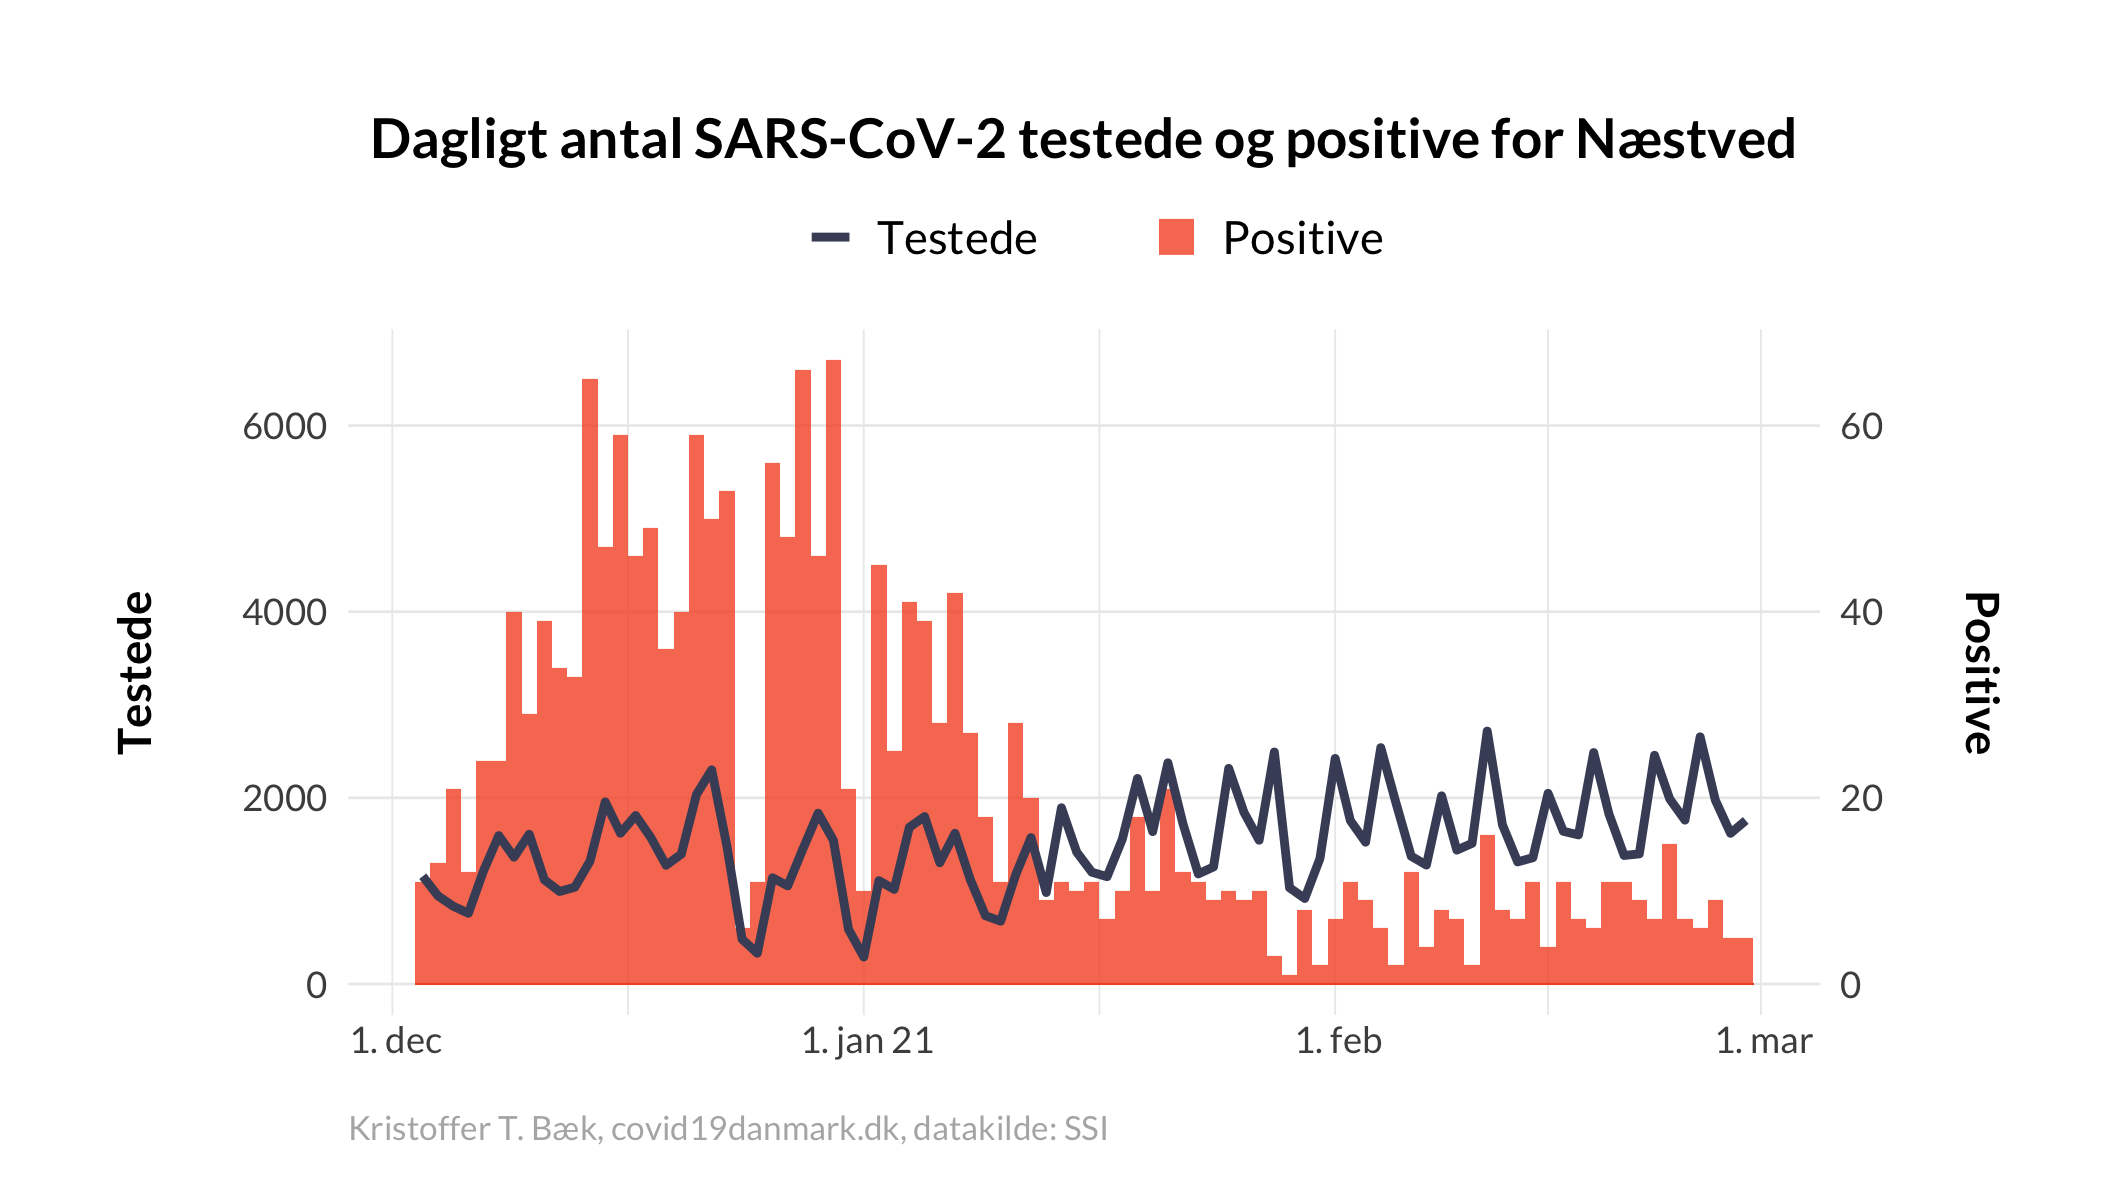 Dagligt antal SARS-CoV-2 testede og positive for Næstved
Testede
Positive
6000
4000
2000
0
Testede
60
40
20
0
Positive
1. dec
1. jan 21
1. feb
1. mar
Kristoffer T. Bæk, covid19danmark.dk, datakilde: SSI